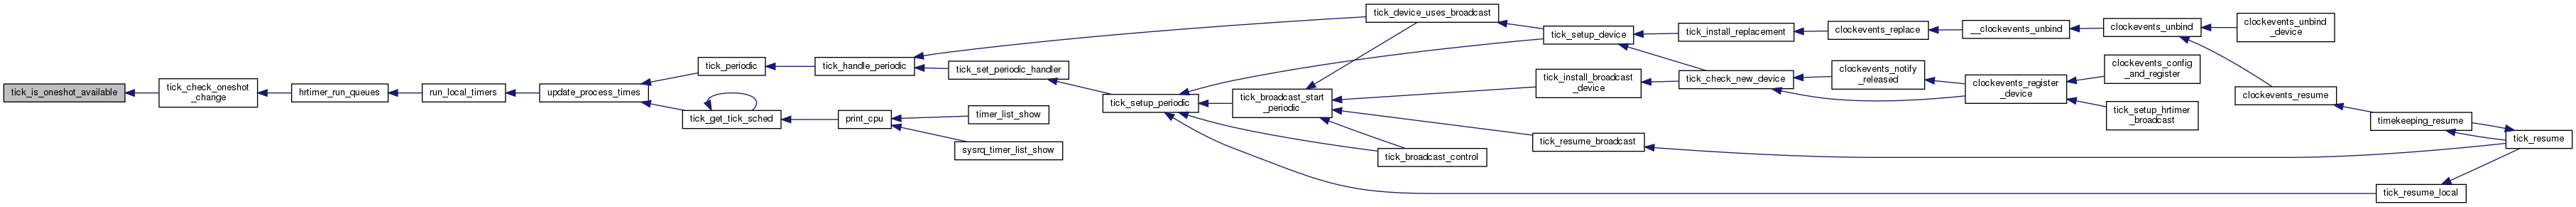 tick_is_oneshot_available
tick_check_oneshot
_change
hrtimer_run_queues
run_local_timers
update_process_times
tick_periodic
tick_get_tick_sched
tick_handle_periodic
print_cpu
tick_set_periodic_handler
timer_list_show
sysrq_timer_list_show
tick_setup_periodic
tick_broadcast_start
_periodic
tick_device_uses_broadcast
tick_install_broadcast
_device
tick_resume_broadcast
tick_broadcast_control
tick_setup_device
tick_install_replacement
tick_check_new_device
clockevents_replace
clockevents_notify
_released
__clockevents_unbind
clockevents_register
_device
clockevents_unbind
clockevents_config
_and_register
tick_setup_hrtimer
_broadcast
clockevents_unbind
_device
clockevents_resume
timekeeping_resume
tick_resume_local
tick_resume